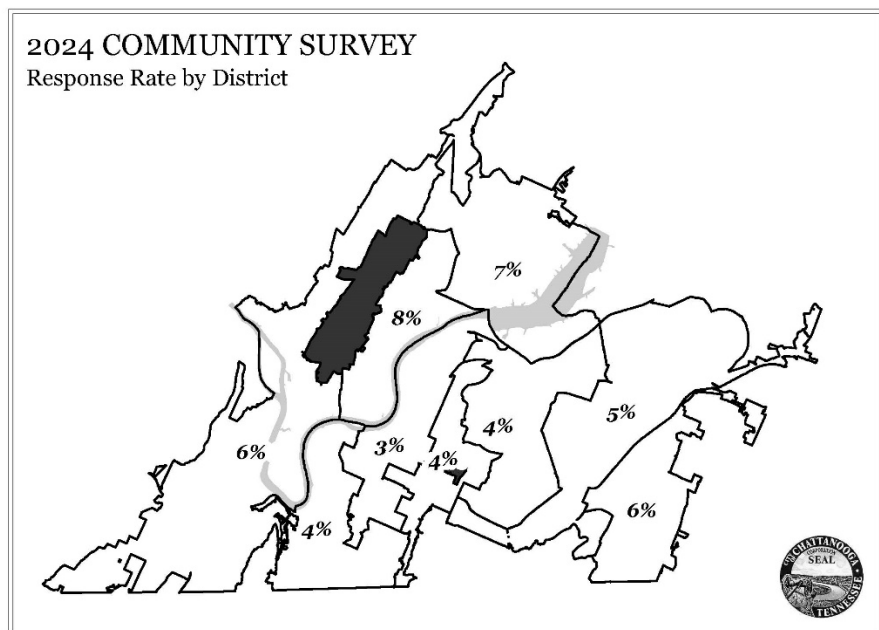 2024 COMMUNITY SURVEY
Response Rate by District
7%
8%
5%
4%
3%
4%
6%
6%
4%
CHATTANOOGA
CORPORATION
SEAL
TENNESSEE